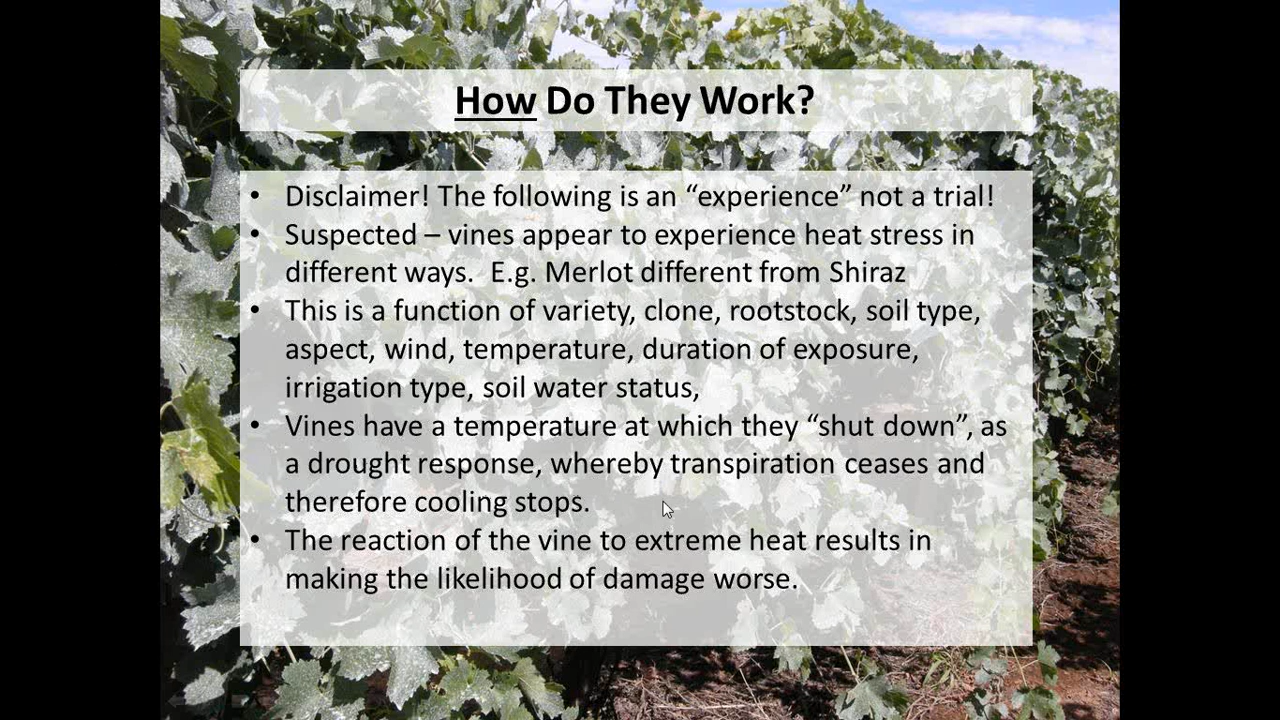 How Do They Work?
• Disclaimer! The following is an “experience” not a trial!
• Suspected – vines appear to experience heat stress in
different ways.  E.g. Merlot different from Shiraz
• This is a function of variety, clone, rootstock, soil type,
aspect, wind, temperature, duration of exposure,
irrigation type, soil water status,
• Vines have a temperature at which they “shut down”, as
a drought response, whereby transpiration ceases and
therefore cooling stops.
• The reaction of the vine to extreme heat results in
making the likelihood of damage worse.